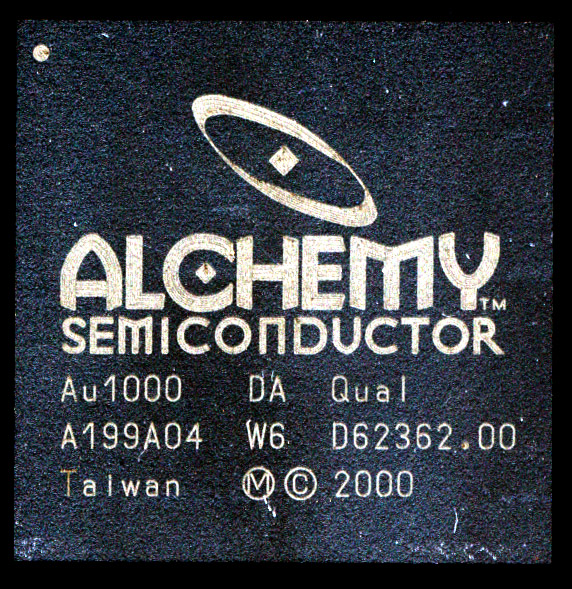 ALCHEMY™
SEMICONDUCTOR
Au1000 DA Qual
A199A04 W6 D62362.00
Taiwan Ⓜ © 2000